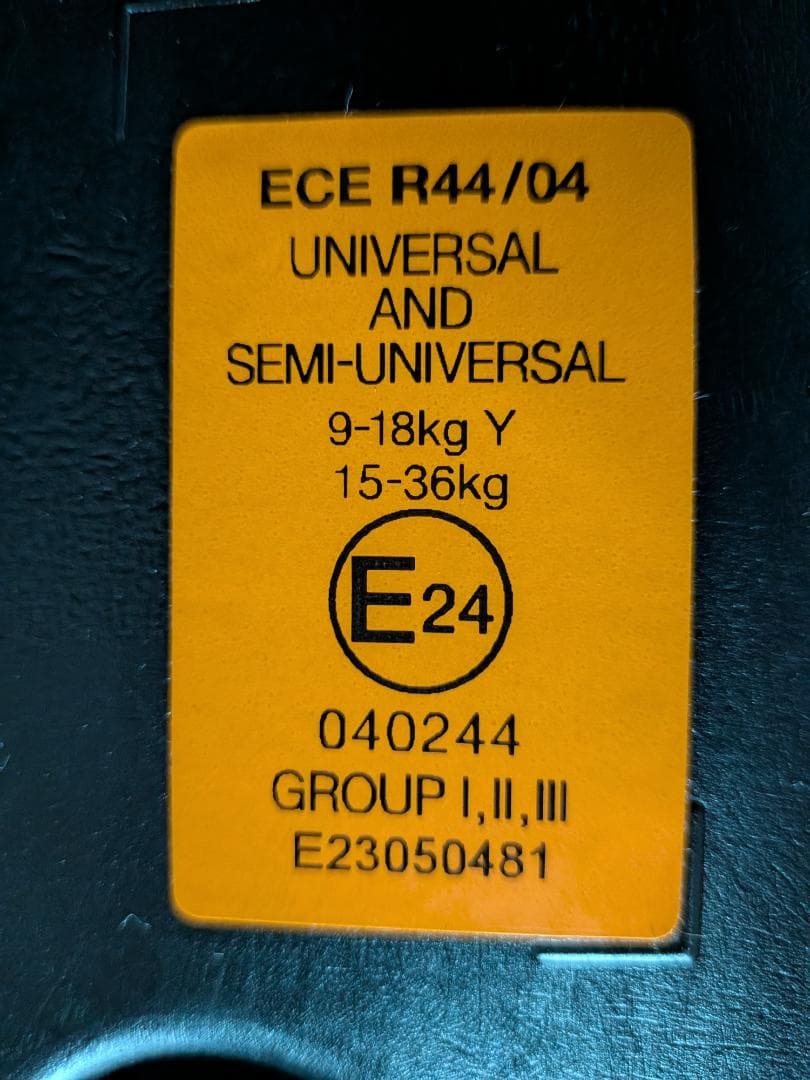 ECE R44/04
UNIVERSAL
AND
SEMI-UNIVERSAL
9-18kg Y
15-36kg
E24
040244
GROUP I,II,III
E23050481